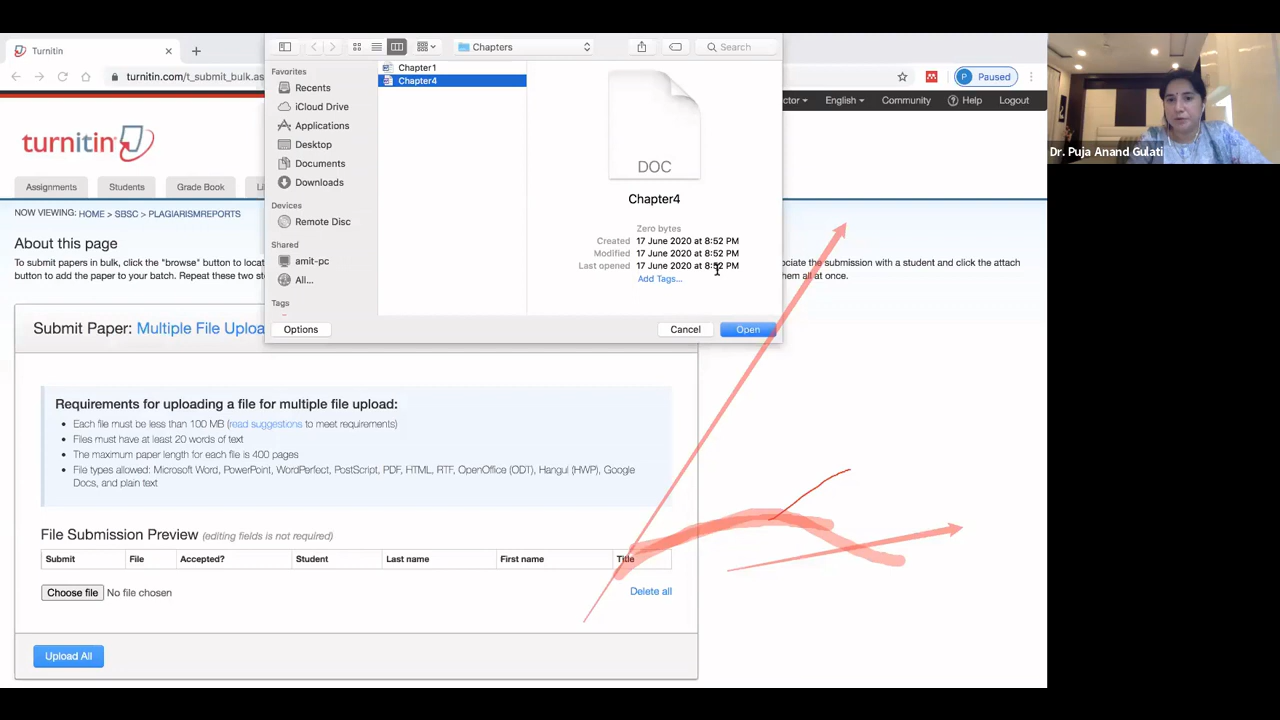 Turnitin
Chapters
Search
turnitin.com/t_submit_bulk.as
P Paused
Favorites
Recents
iCloud Drive
Applications
Desktop
Documents
Downloads
Devices
Remote Disc
Shared
amit-pc
All...
Tags
Options
Chapter1
Chapter4
DOC
Chapter4
Zero bytes
Created 17 June 2020 at 8:52 PM
Modified 17 June 2020 at 8:52 PM
Last opened 17 June 2020 at 8:52 PM
Add Tags...
Cancel
Open
ctor
English
Community
Help
Logout
turnitin
Assignments
Students
Grade Book
Li
NOW VIEWING: HOME > SBSC > PLAGIARISMREPORTS
About this page
To submit papers in bulk, click the "browse" button to locat
ociate the submission with a student and click the attach
button to add the paper to your batch. Repeat these two st
em all at once.
Submit Paper: Multiple File Uploa
Requirements for uploading a file for multiple file upload:
• Each file must be less than 100 MB (read suggestions to meet requirements)
• Files must have at least 20 words of text
• The maximum paper length for each file is 400 pages
• File types allowed: Microsoft Word, PowerPoint, WordPerfect, PostScript, PDF, HTML, RTF, OpenOffice (ODT), Hangul (HWP), Google
Docs, and plain text
File Submission Preview (editing fields is not required)
Submit File Accepted? Student Last name First name Title
Choose file No file chosen
Delete all
Upload All
Dr. Puja Anand Gulati